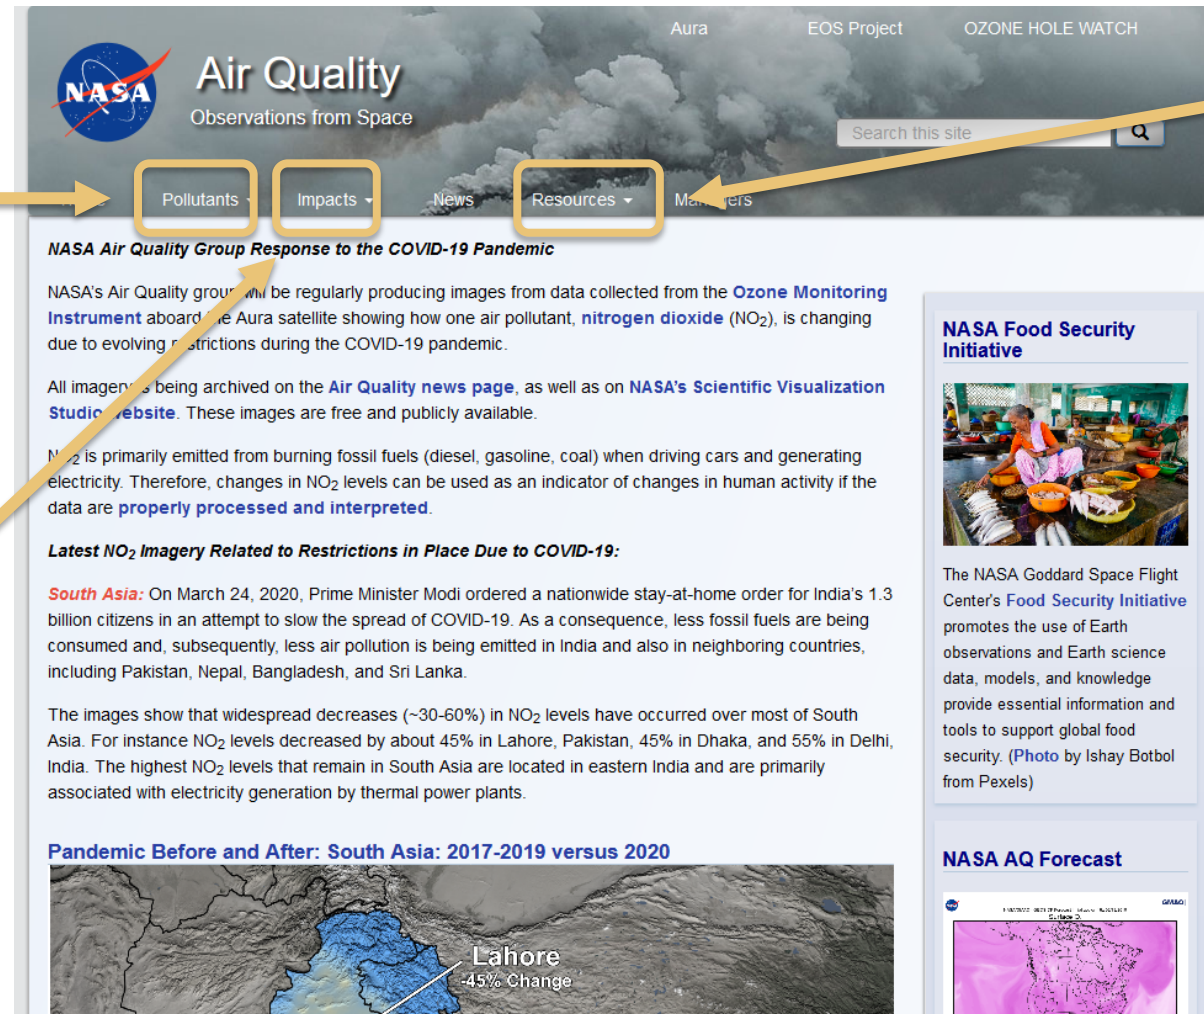 Aura EOS Project OZONE HOLE WATCH
NASA
Air Quality
Observations from Space
Search this site
Pollutants Impacts News Resources
NASA Air Quality Group Response to the COVID-19 Pandemic
NASA's Air Quality group will be regularly producing images from data collected from the Ozone Monitoring
Instrument aboard the Aura satellite showing how one air pollutant, nitrogen dioxide (NO₂), is changing
due to evolving restrictions during the COVID-19 pandemic.
All imagery is being archived on the Air Quality news page, as well as on NASA's Scientific Visualization
Studio website. These images are free and publicly available.
NO₂ is primarily emitted from burning fossil fuels (diesel, gasoline, coal) when driving cars and generating
electricity. Therefore, changes in NO₂ levels can be used as an indicator of changes in human activity if the
data are properly processed and interpreted.
Latest NO₂ Imagery Related to Restrictions in Place Due to COVID-19:
South Asia: On March 24, 2020, Prime Minister Modi ordered a nationwide stay-at-home order for India's 1.3
billion citizens in an attempt to slow the spread of COVID-19. As a consequence, less fossil fuels are being
consumed and, subsequently, less air pollution is being emitted in India and also in neighboring countries,
including Pakistan, Nepal, Bangladesh, and Sri Lanka.
The images show that widespread decreases (~30-60%) in NO₂ levels have occurred over most of South
Asia. For instance NO₂ levels decreased by about 45% in Lahore, Pakistan, 45% in Dhaka, and 55% in Delhi,
India. The highest NO₂ levels that remain in South Asia are located in eastern India and are primarily
associated with electricity generation by thermal power plants.
Pandemic Before and After: South Asia: 2017-2019 versus 2020
Lahore
-45% Change
NASA Food Security
Initiative
The NASA Goddard Space Flight
Center's Food Security Initiative
promotes the use of Earth
observations and Earth science
data, models, and knowledge
provide essential information and
tools to support global food
security. (Photo by Ishay Botbol
from Pexels)
NASA AQ Forecast
GMAO